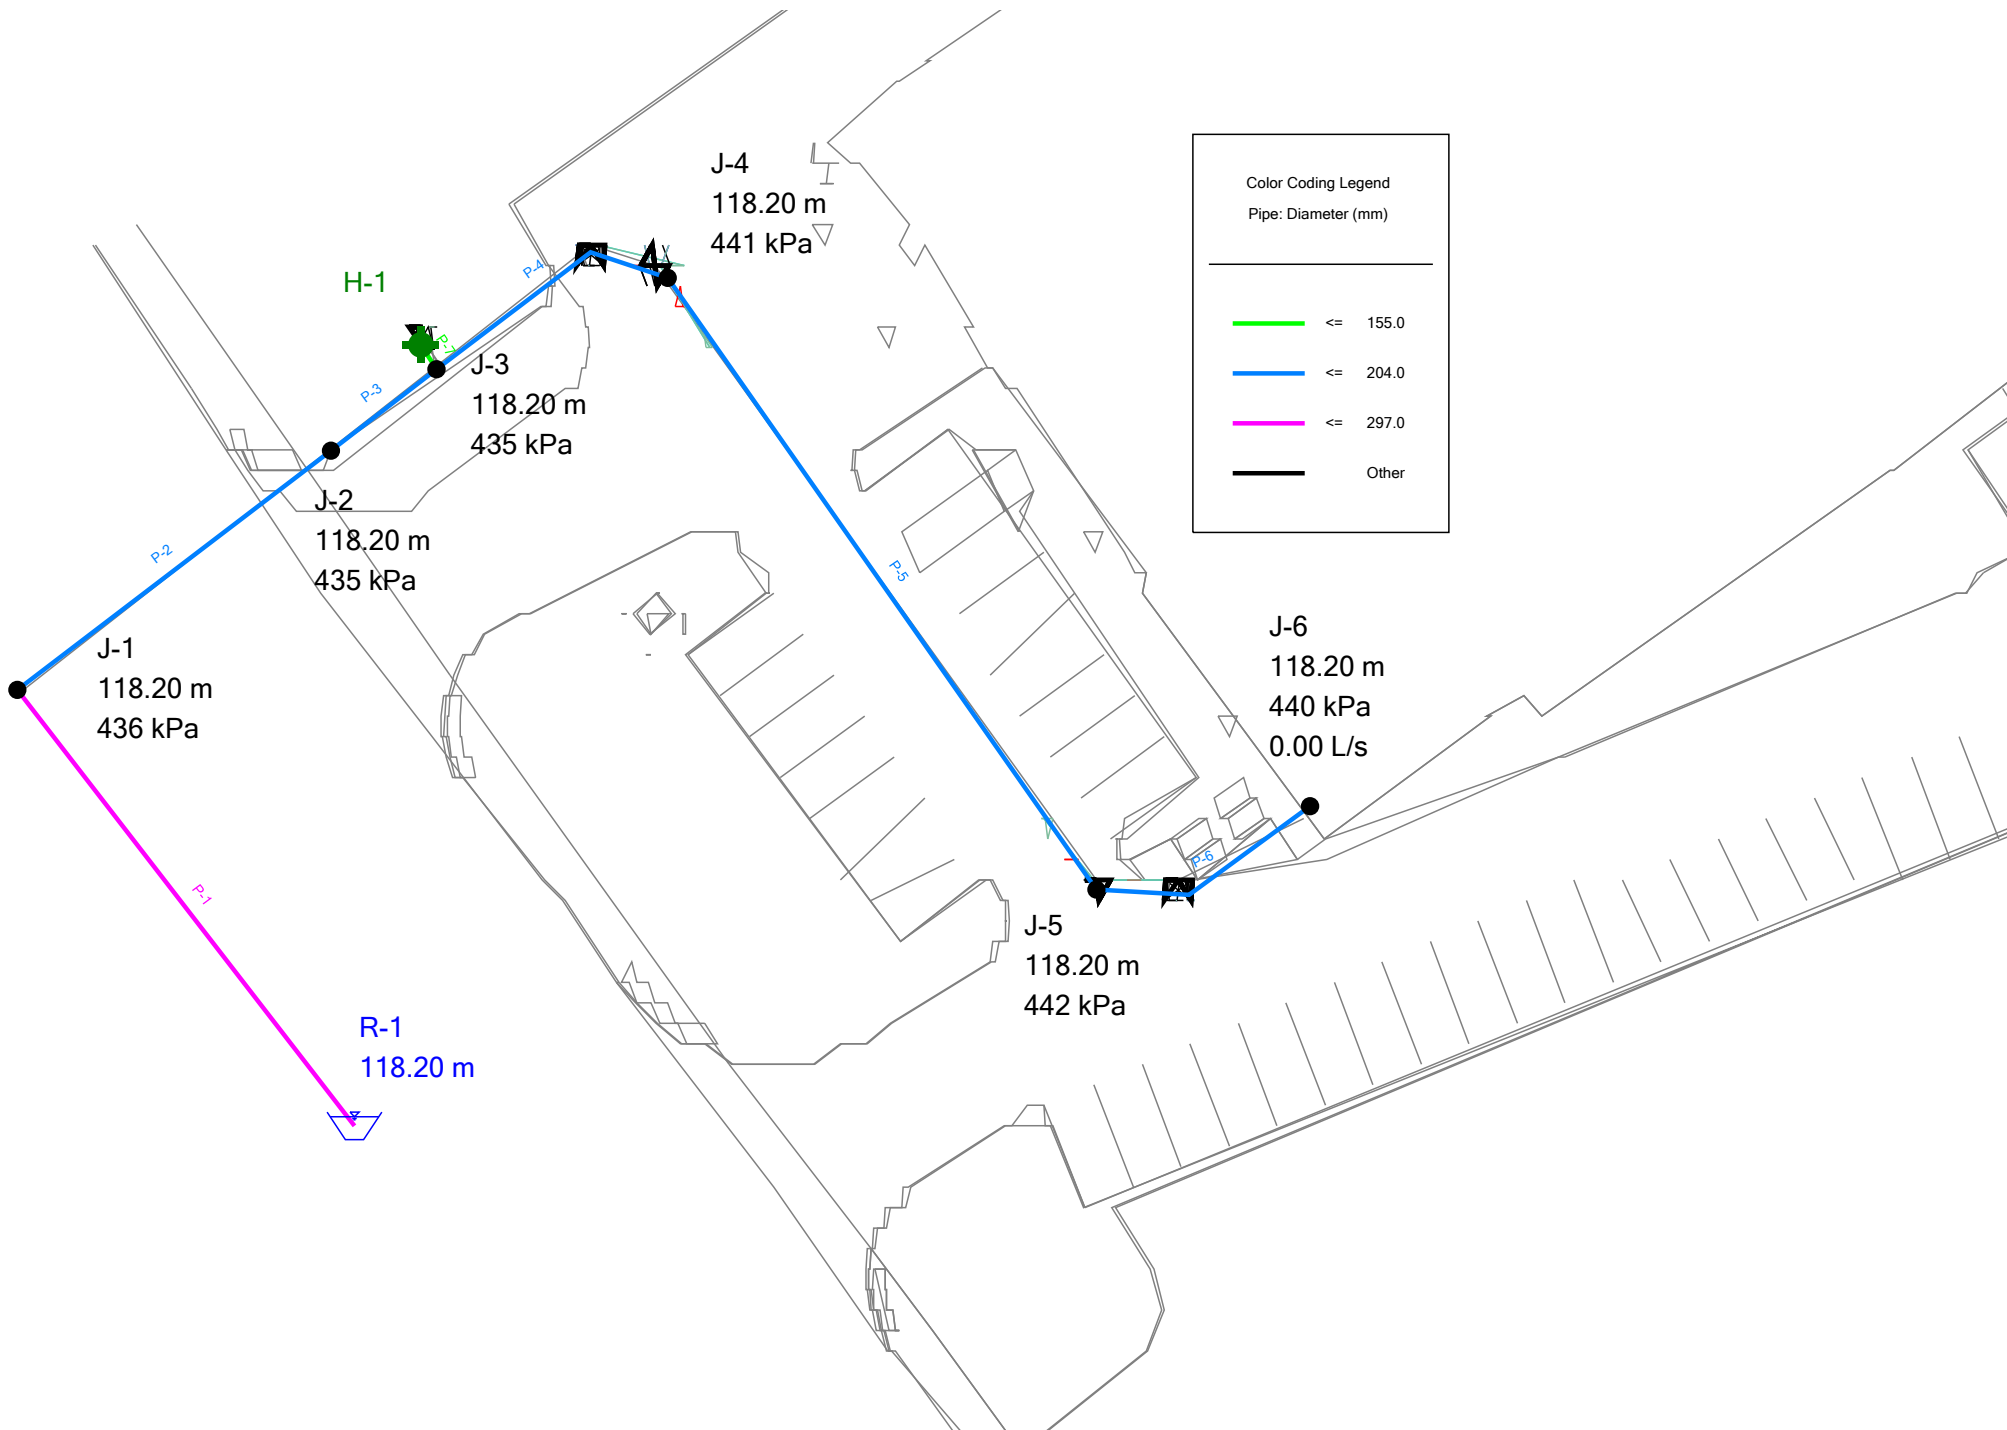 J-4
118.20 m
441 kPa
Color Coding Legend
Pipe: Diameter (mm)
<= 155.0
<= 204.0
<= 297.0
Other
H-1
P-4
P-7
J-3
118.20 m
435 kPa
P-3
J-2
118.20 m
435 kPa
P-2
P-5
J-1
118.20 m
436 kPa
J-6
118.20 m
440 kPa
0.00 L/s
P-6
P-1
J-5
118.20 m
442 kPa
R-1
118.20 m